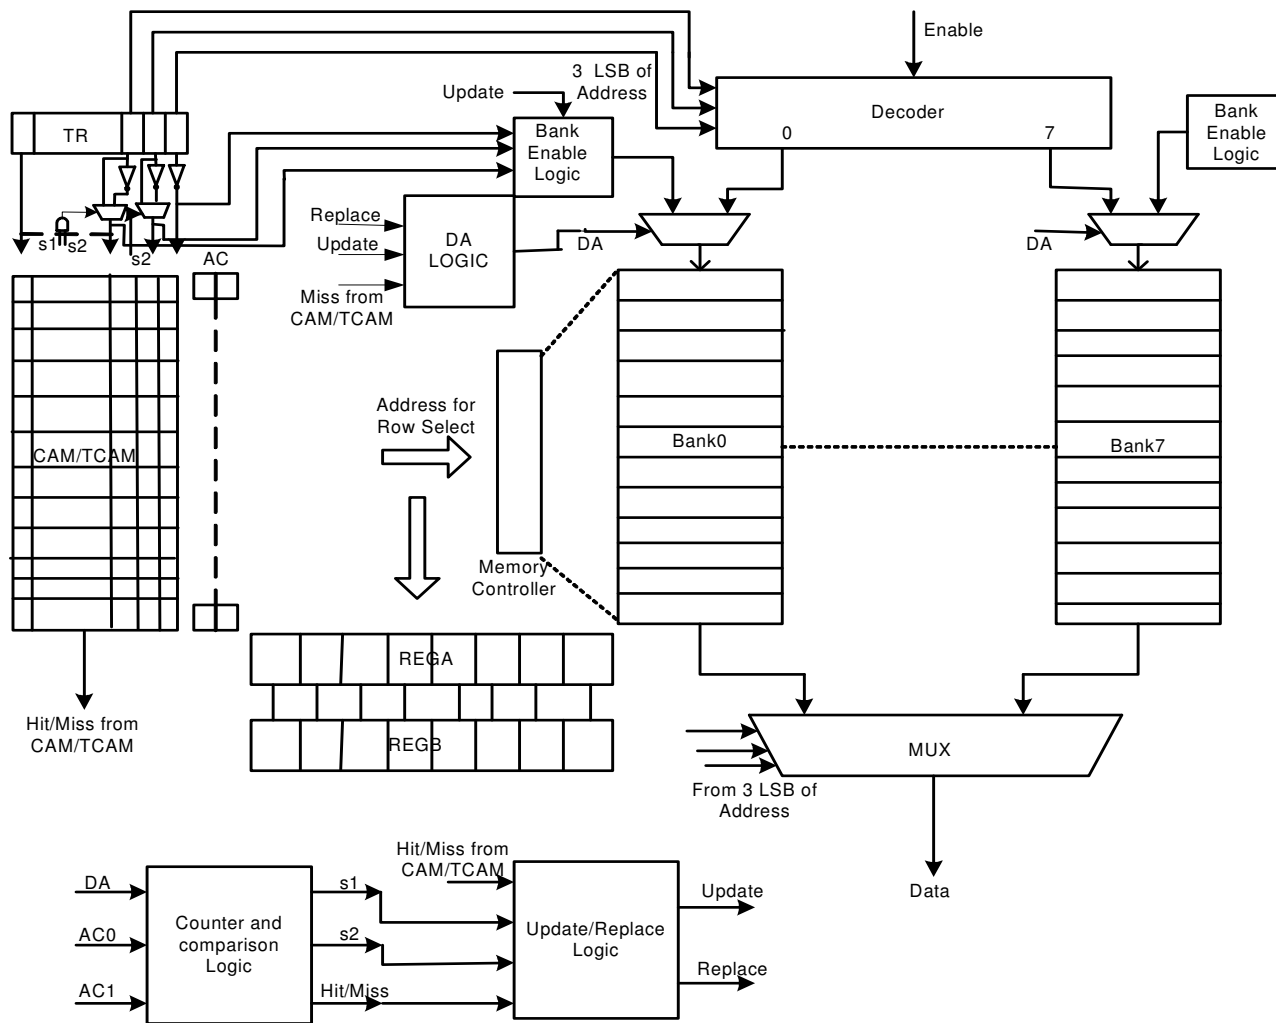 Enable
3 LSB of
Address
Update
TR
Bank
Enable
Logic
Decoder
0
7
Bank
Enable
Logic
Replace
Update
Miss from
CAM/TCAM
DA
LOGIC
DA
DA
s1
s2
s2
AC
Address for
Row Select
CAM/TCAM
Bank0
Bank7
Memory
Controller
REGA
REGB
Hit/Miss from
CAM/TCAM
MUX
From 3 LSB of
Address
Data
Hit/Miss from
CAM/TCAM
DA
AC0
AC1
Counter and
comparison
Logic
s1
s2
Hit/Miss
Update/Replace
Logic
Update
Replace